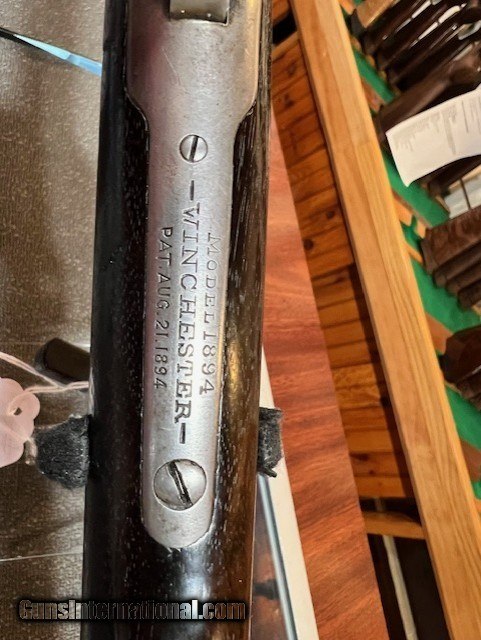 MODEL 1894
—WINCHESTER—
PAT. AUG. 21. 1894
GunsInternational.com